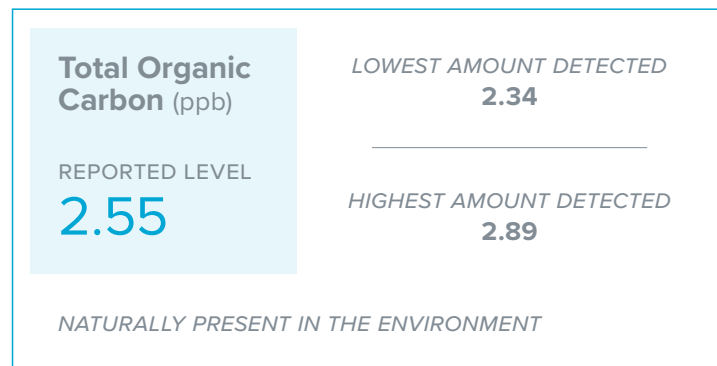 Total Organic
Carbon (ppb)
REPORTED LEVEL
2.55
LOWEST AMOUNT DETECTED
2.34
HIGHEST AMOUNT DETECTED
2.89
NATURALLY PRESENT IN THE ENVIRONMENT